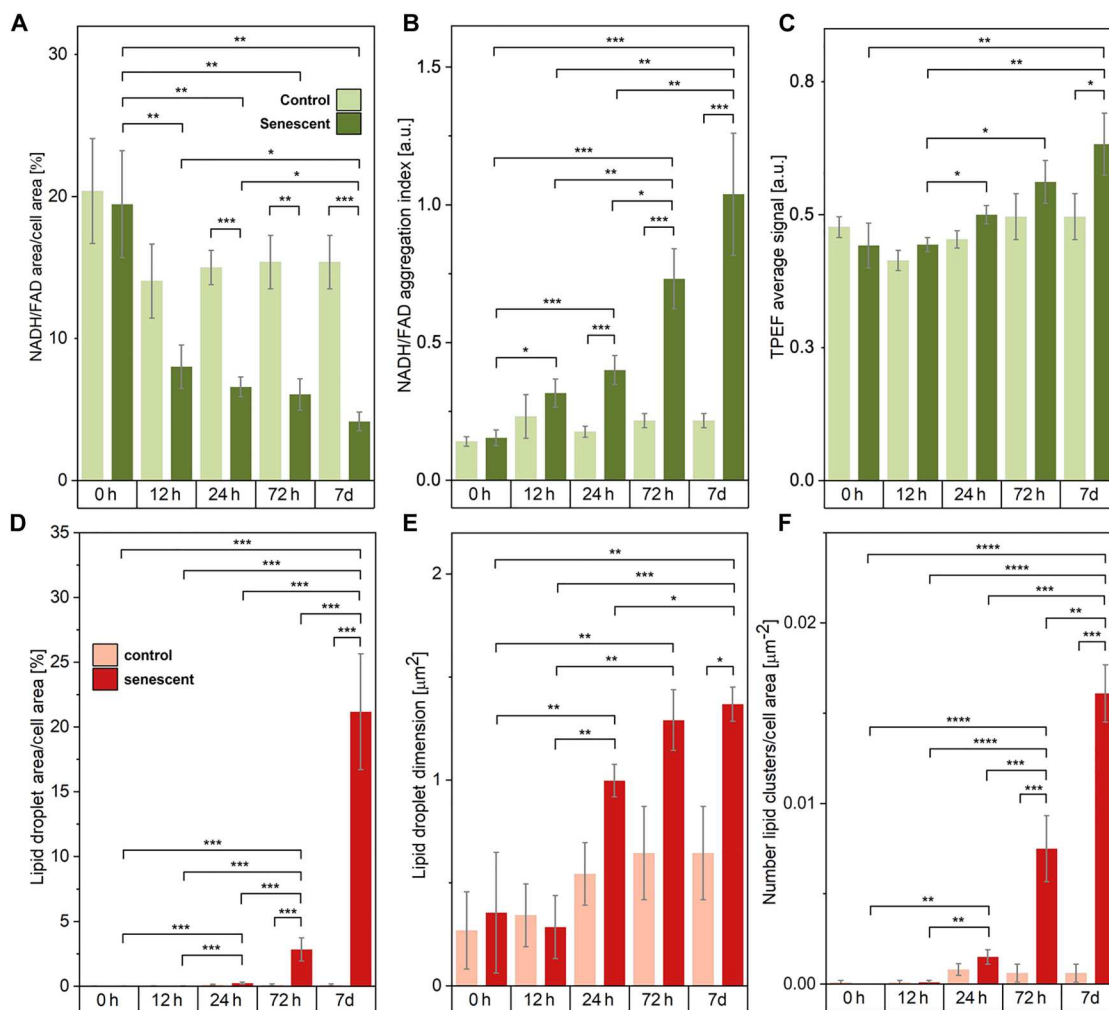 A
NADH/FAD area/cell area [%]
30
20
10
0
Control
Senescent
**
**
**
**
*
*
***
**
***
0 h
12 h
24 h
72 h
7d
B
NADH/FAD aggregation index [a.u.]
1.5
1.0
0.5
0.0
***
**
**
***
***
**
*
***
***
***
*
0 h
12 h
24 h
72 h
7d
C
TPEF average signal [a.u.]
0.8
0.5
0.3
0.0
**
**
*
*
*
0 h
12 h
24 h
72 h
7d
D
Lipid droplet area/cell area [%]
35
30
25
20
15
10
5
0
control
senescent
***
***
***
***
***
***
***
***
***
***
***
0 h
12 h
24 h
72 h
7d
E
Lipid droplet dimension [μm²]
2
1
0
**
***
*
**
**
*
**
**
0 h
12 h
24 h
72 h
7d
F
Number lipid clusters/cell area [μm⁻²]
0.02
0.01
0.00
****
****
***
**
***
****
****
***
***
**
**
0 h
12 h
24 h
72 h
7d